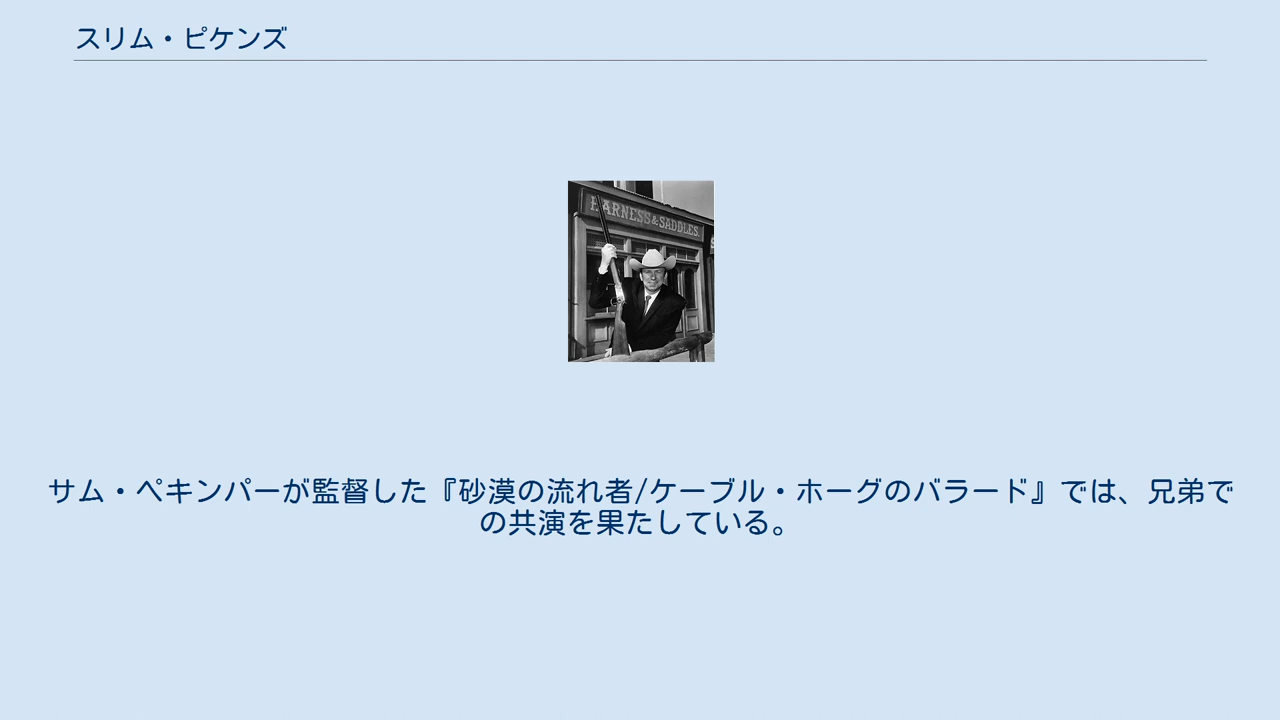 スリム・ピケンズ
HARNESS & SADDLES.
サム・ペキンパーが監督した『砂漠の流れ者/ケーブル・ホーグのバラード』では、兄弟で
の共演を果たしている。